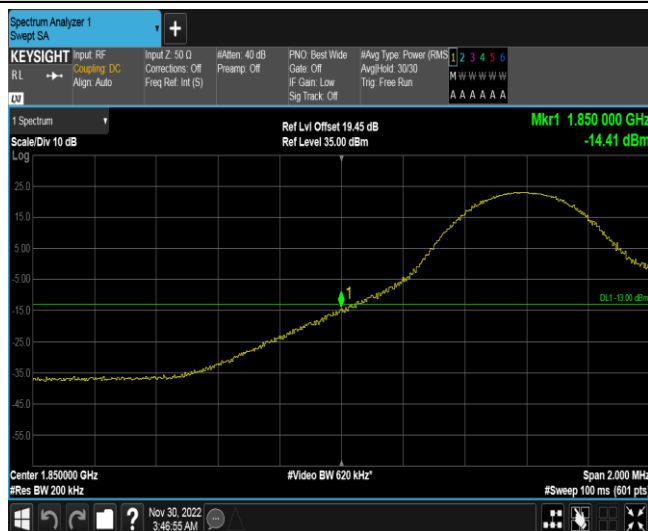 Spectrum Analyzer 1
Swept SA
+
KEYSIGHT
RL
LXI
Input: RF
Coupling: DC
Align: Auto
Input Z: 50 Ω
Corrections: Off
Freq Ref: Int (S)
#Atten: 40 dB
Preamp: Off
PNO: Best Wide
Gate: Off
IF Gain: Low
Sig Track: Off
#Avg Type: Power (RMS
Avg|Hold: 30/30
Trig: Free Run
1 2 3 4 5 6
M W W W W W
A A A A A A
1 Spectrum
Scale/Div 10 dB
Ref Lvl Offset 19.45 dB
Ref Level 35.00 dBm
Mkr1 1.850 000 GHz
-14.41 dBm
Log
25.0
15.0
5.00
-5.00
-15.0
-25.0
-35.0
-45.0
-55.0
1
DL1 -13.00 dBm
Center 1.850000 GHz
#Res BW 200 kHz
#Video BW 620 kHz*
Span 2.000 MHz
#Sweep 100 ms (601 pts)
?
Nov 30, 2022
3:46:55 AM